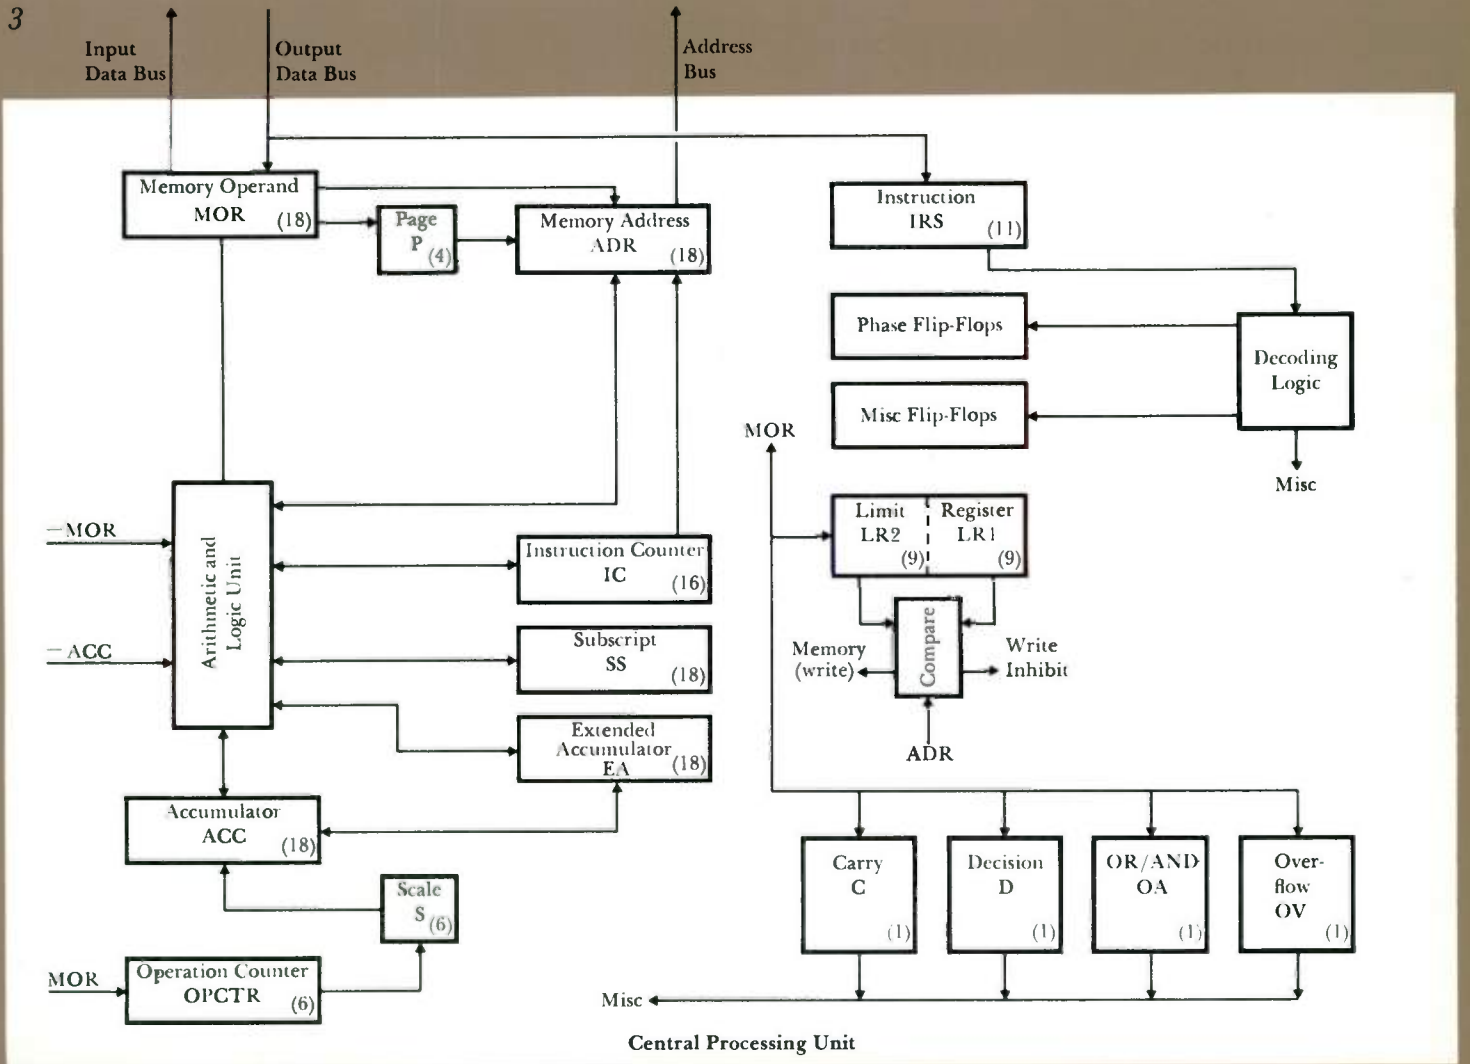 3
Input
Data Bus
Output
Data Bus
Address
Bus
Memory Operand
MOR
(18)
Page
P
(4)
Memory Address
ADR
(18)
Instruction
IRS
(11)
Phase Flip-Flops
Misc Flip-Flops
Decoding
Logic
Misc
MOR
Limit
LR2
(9)
Register
LR1
(9)
Compare
Memory
(write)
Write
Inhibit
ADR
—MOR
—ACC
Arithmetic and
Logic Unit
Instruction Counter
IC
(16)
Subscript
SS
(18)
Extended
Accumulator
EA
(18)
Accumulator
ACC
(18)
Scale
S
(6)
MOR
Operation Counter
OPCTR
(6)
Carry
C
(1)
Decision
D
(1)
OR/AND
OA
(1)
Over-
flow
OV
(1)
Misc
Central Processing Unit